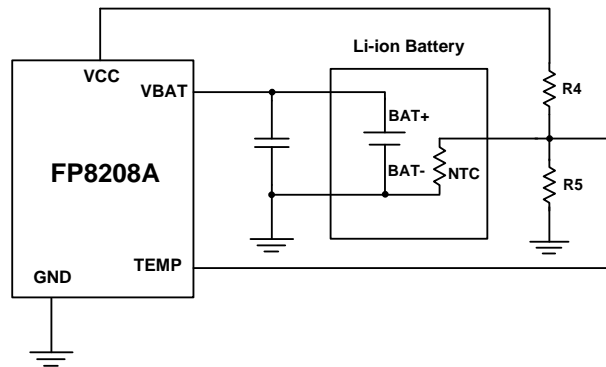 Li-ion Battery
VCC
VBAT
R4
BAT+
FP8208A
BAT-
NTC
R5
TEMP
GND